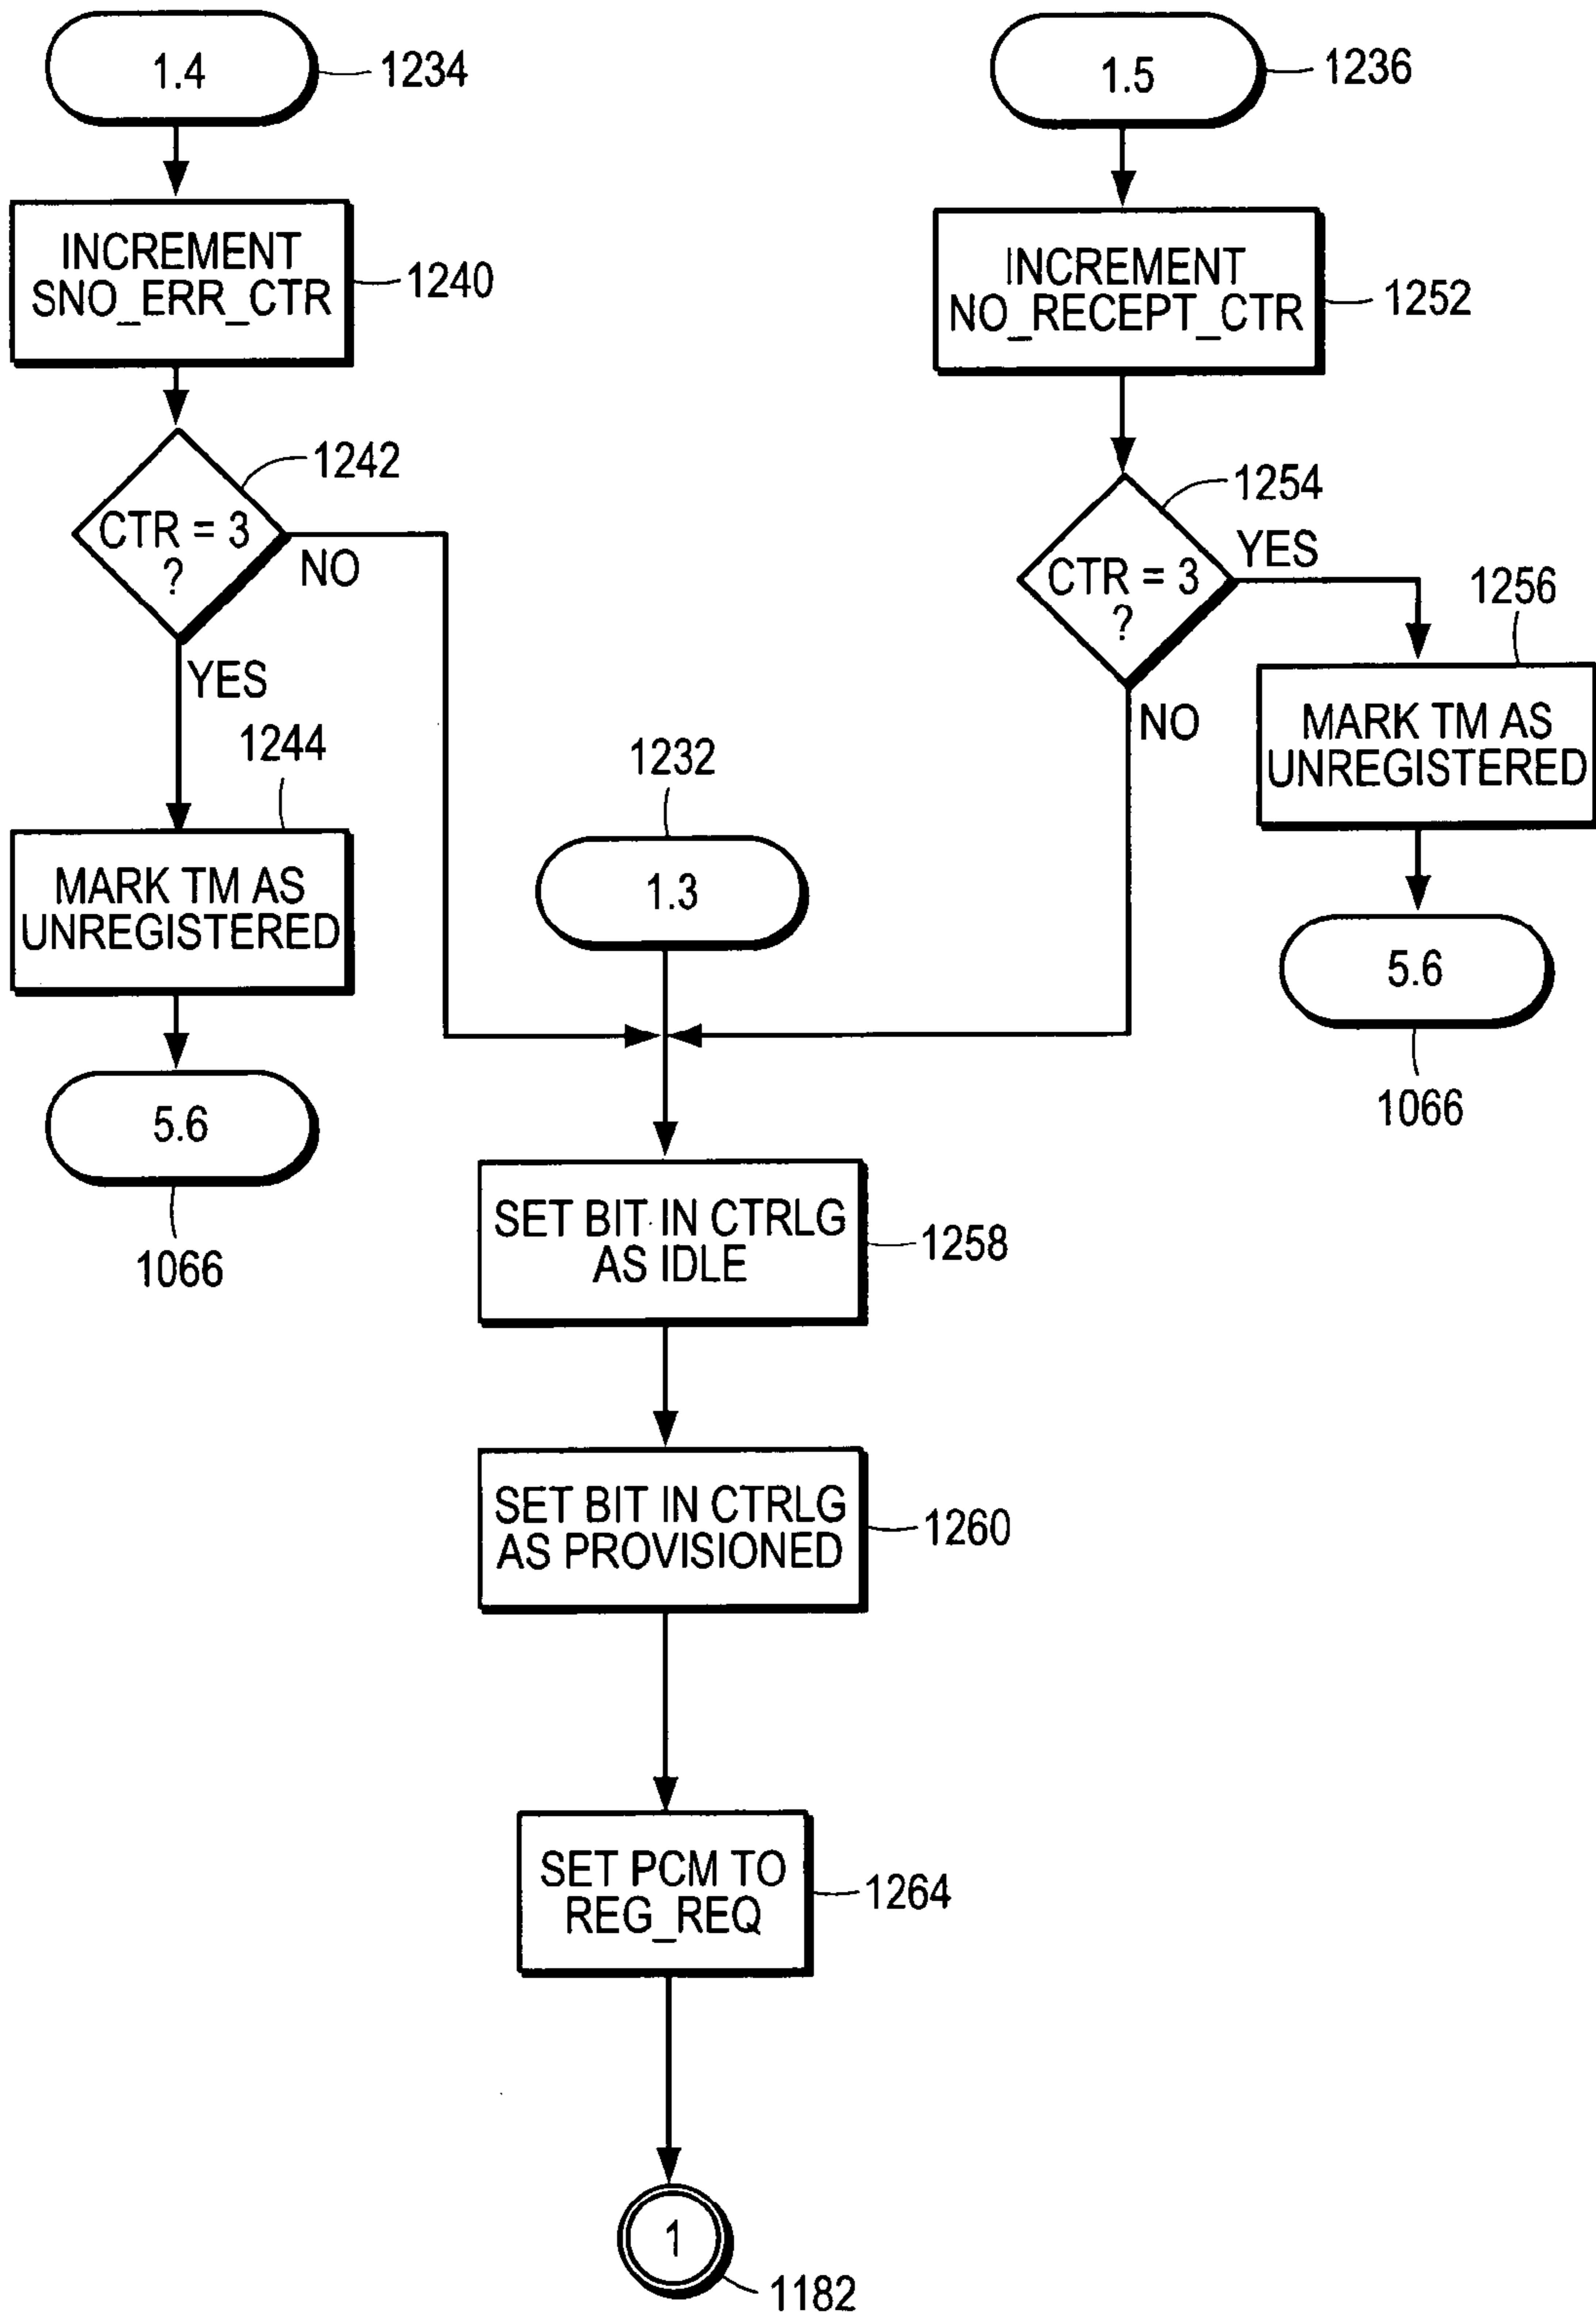 1.4
1234
INCREMENT
SNO_ERR_CTR
1240
CTR = 3
?
1242
NO
YES
1244
MARK TM AS
UNREGISTERED
5.6
1066
1.5
1236
INCREMENT
NO_RECEPT_CTR
1252
CTR = 3
?
1254
YES
NO
1256
MARK TM AS
UNREGISTERED
5.6
1066
1232
1.3
SET BIT IN CTRLG
AS IDLE
1258
SET BIT IN CTRLG
AS PROVISIONED
1260
SET PCM TO
REG_REQ
1264
1
1182